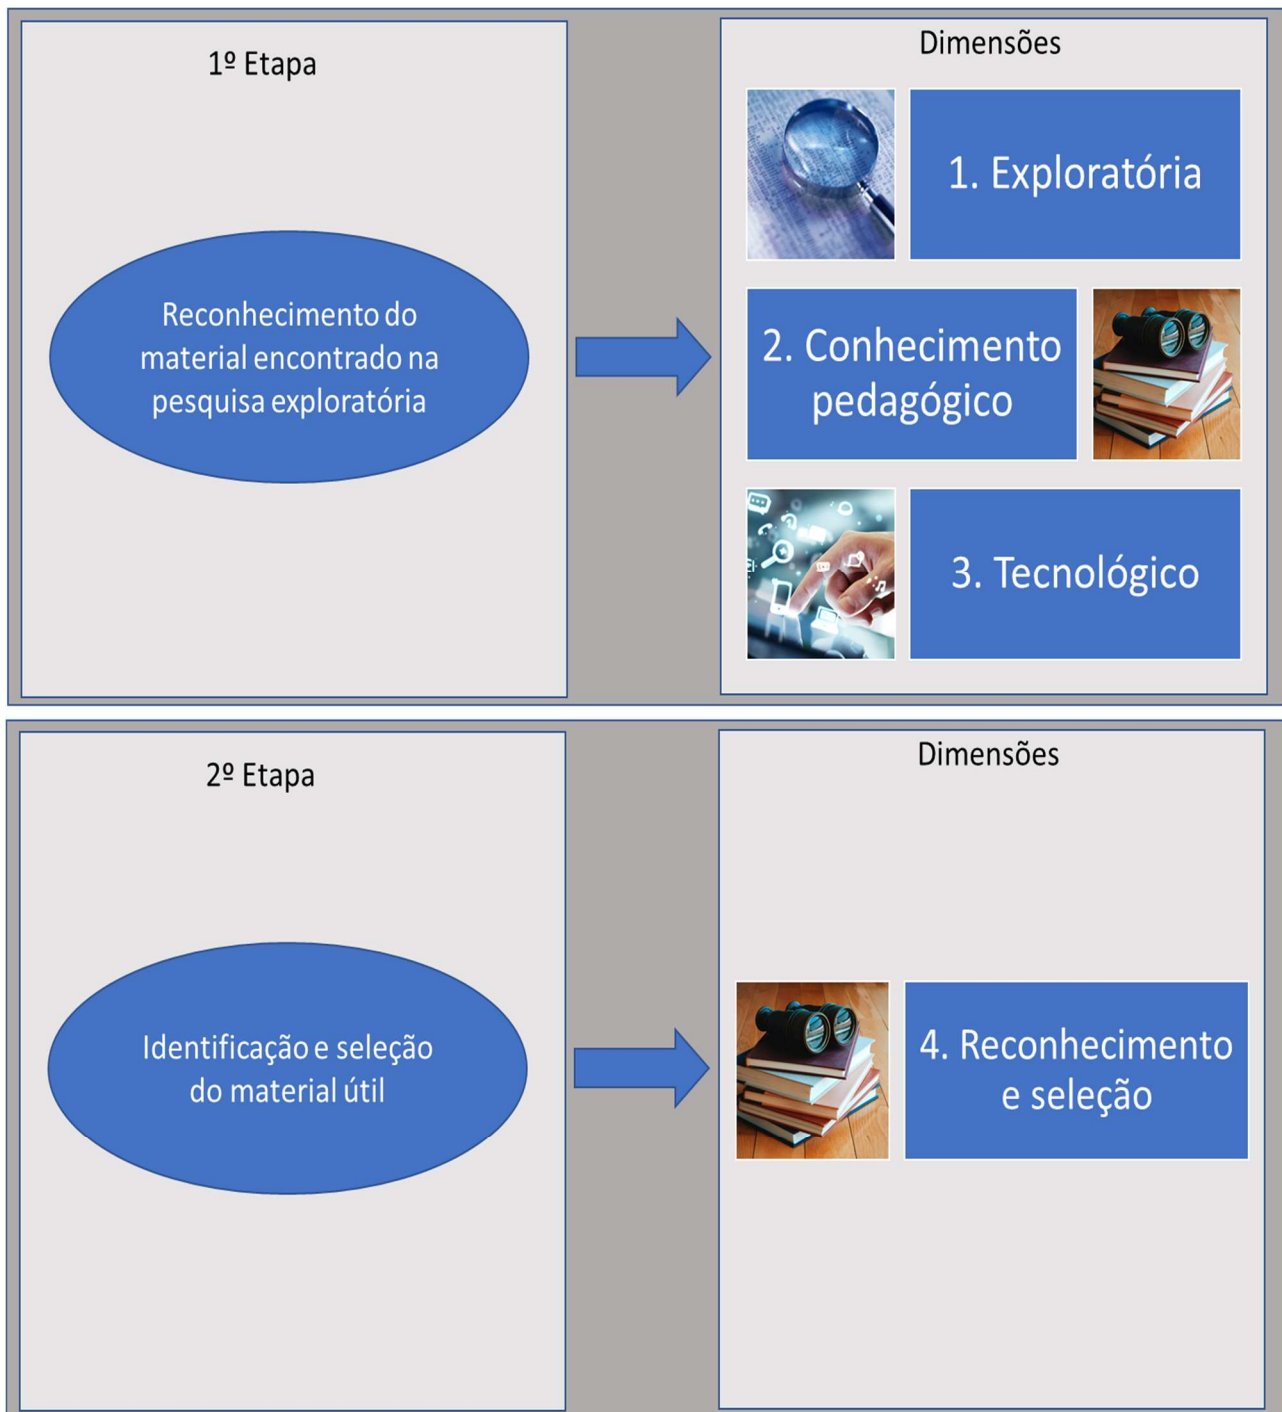 1º Etapa
Reconhecimento do
material encontrado na
pesquisa exploratória
Dimensões
1. Exploratória
2. Conhecimento
pedagógico
3. Tecnológico
2º Etapa
Identificação e seleção
do material útil
Dimensões
4. Reconhecimento
e seleção